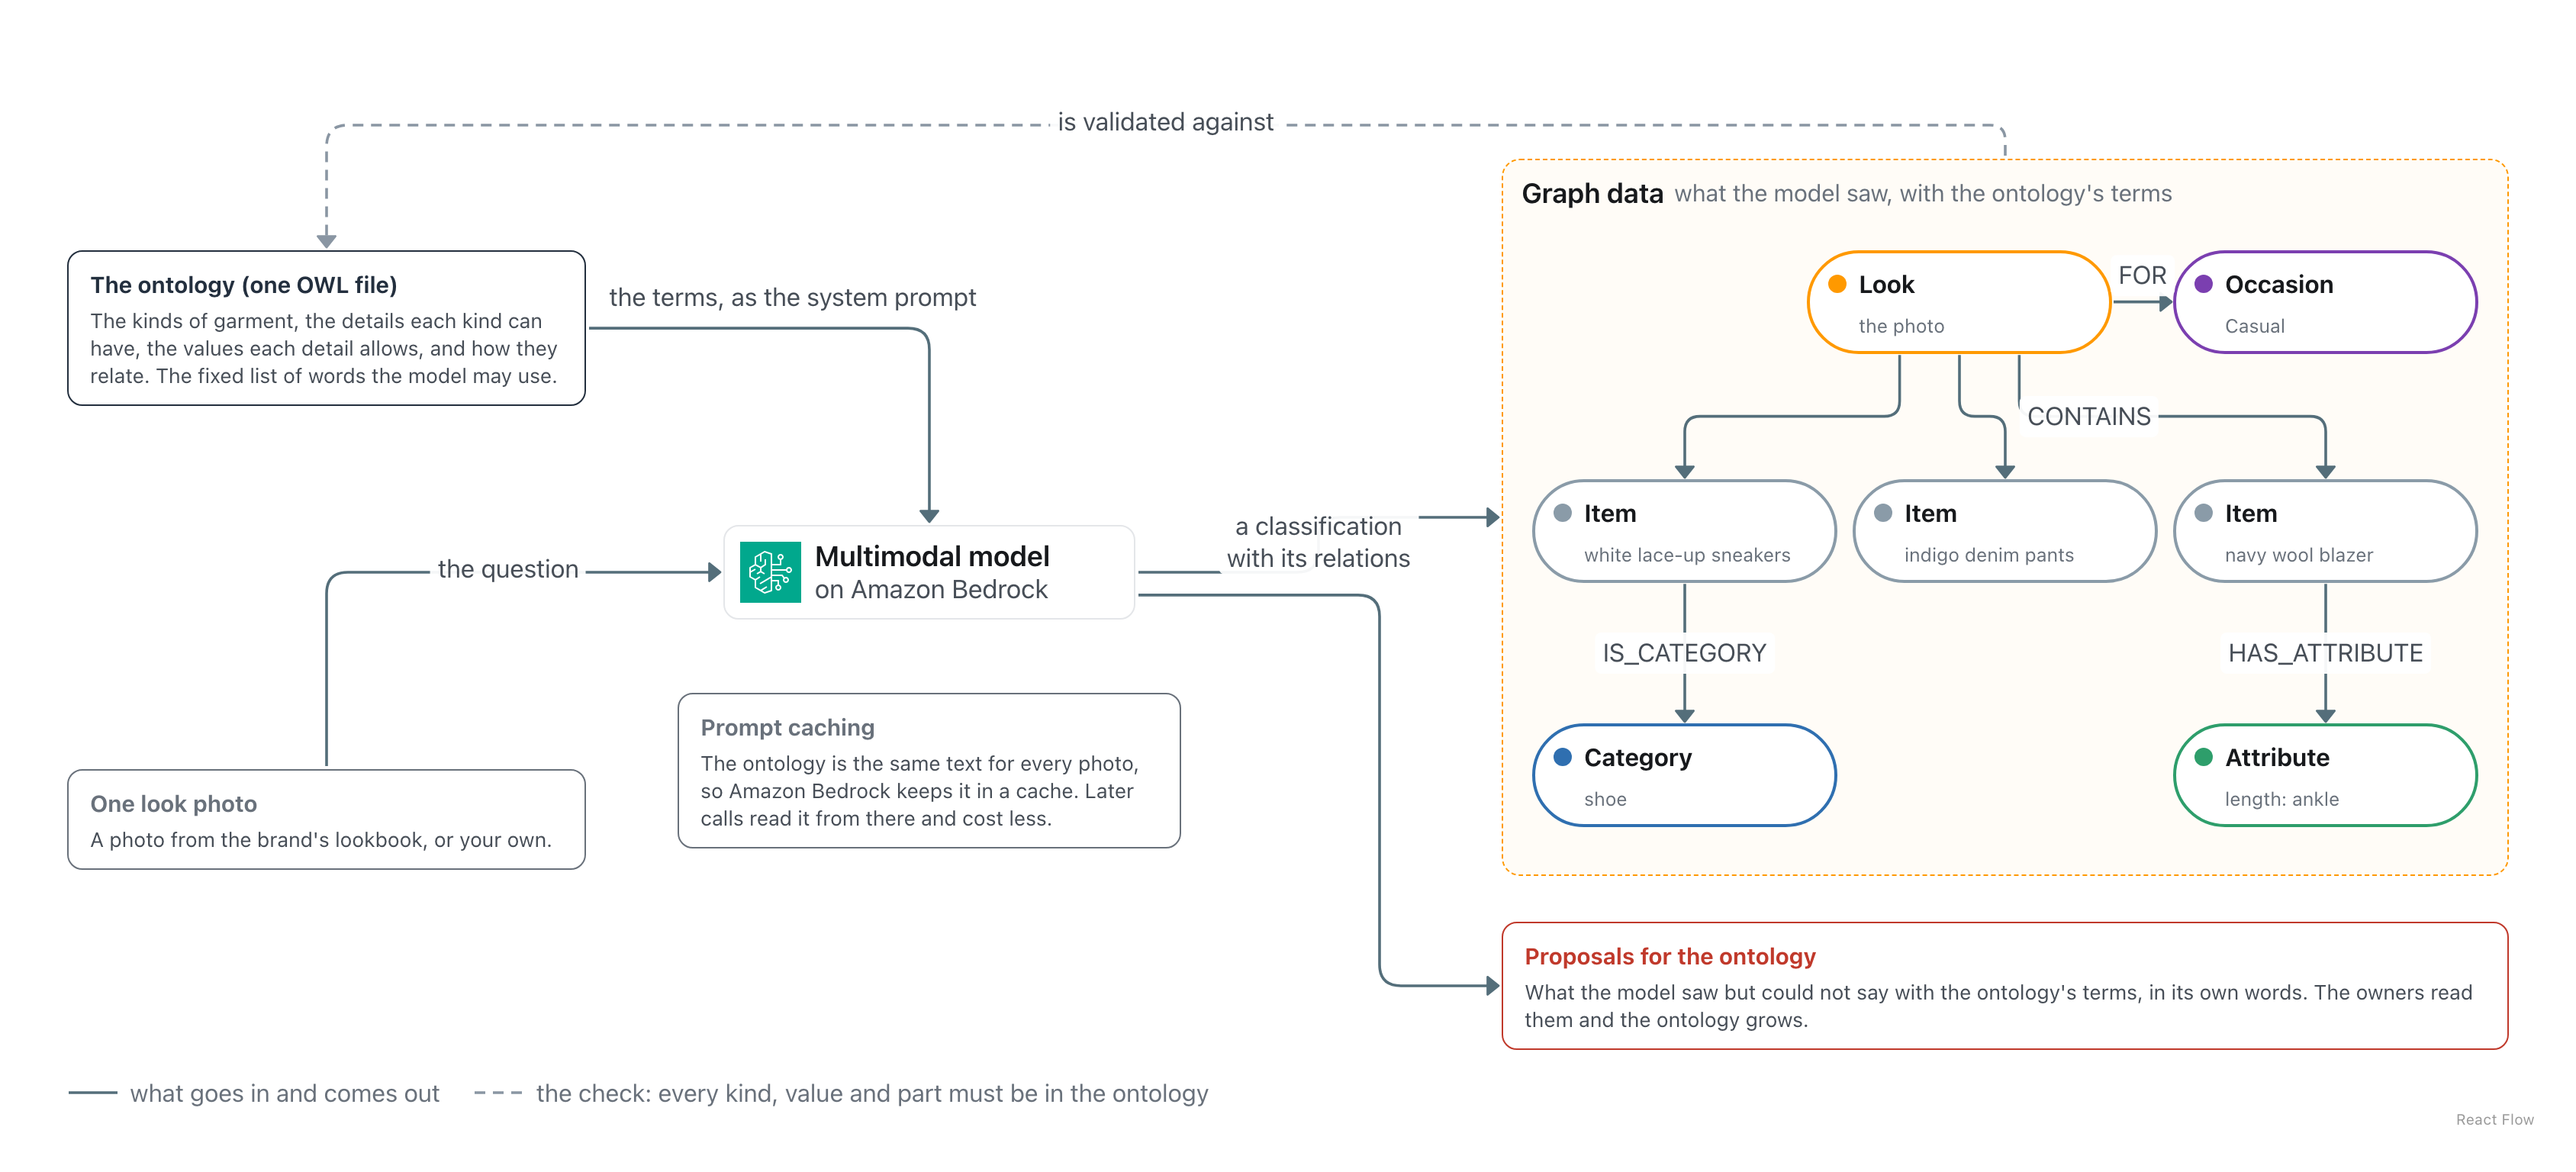 is validated against
Graph data what the model saw, with the ontology's terms
The ontology (one OWL file)
The kinds of garment, the details each kind can
have, the values each detail allows, and how they
relate. The fixed list of words the model may use.
the terms, as the system prompt
Look
the photo
FOR
Occasion
Casual
CONTAINS
Item
white lace-up sneakers
Item
indigo denim pants
Item
navy wool blazer
the question
Multimodal model
on Amazon Bedrock
a classification
with its relations
IS_CATEGORY
HAS_ATTRIBUTE
Category
shoe
Attribute
length: ankle
Prompt caching
The ontology is the same text for every photo,
so Amazon Bedrock keeps it in a cache. Later
calls read it from there and cost less.
One look photo
A photo from the brand's lookbook, or your own.
Proposals for the ontology
What the model saw but could not say with the ontology's terms, in its own words. The owners read
them and the ontology grows.
what goes in and comes out
the check: every kind, value and part must be in the ontology
React Flow